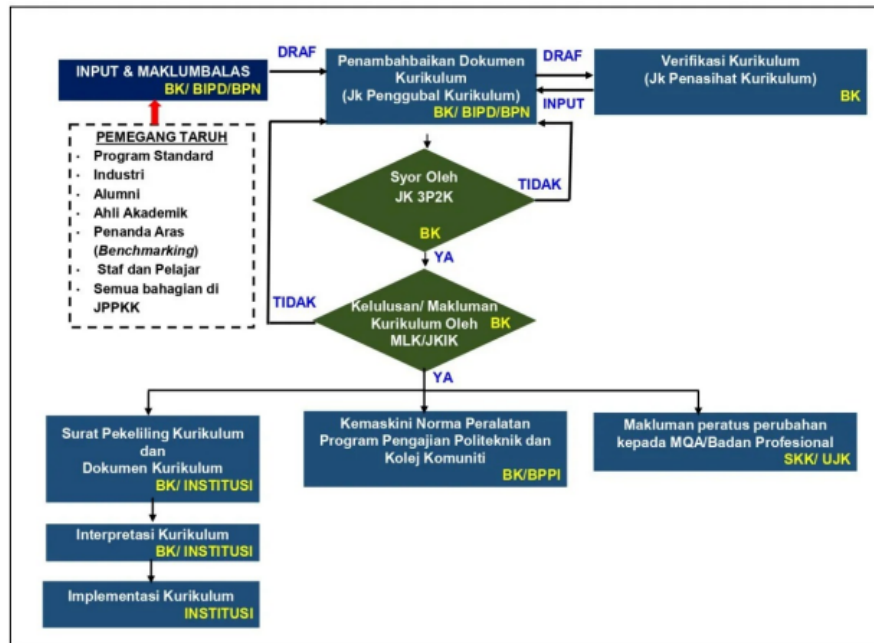 DRAF
INPUT & MAKLUMBALAS
BK/ BIPD/BPN
Penambahbaikan Dokumen
Kurikulum
(Jk Penggubal Kurikulum)
BK/ BIPD/BPN
DRAF
INPUT
Verifikasi Kurikulum
(Jk Penasihat Kurikulum)
BK
PEMEGANG TARUH
· Program Standard
· Industri
· Alumni
· Ahli Akademik
· Penanda Aras
(Benchmarking)
· Staf dan Pelajar
· Semua bahagian di
JPPKK
Syor Oleh
JK 3P2K
BK
TIDAK
YA
TIDAK
Kelulusan/ Makluman
Kurikulum Oleh
MLK/JKIK
BK
YA
Surat Pekeliling Kurikulum
dan
Dokumen Kurikulum
BK/ INSTITUSI
Kemaskini Norma Peralatan
Program Pengajian Politeknik dan
Kolej Komuniti
BK/BPPI
Makluman peratus perubahan
kepada MQA/Badan Profesional
SKK/ UJK
Interpretasi Kurikulum
BK/ INSTITUSI
Implementasi Kurikulum
INSTITUSI